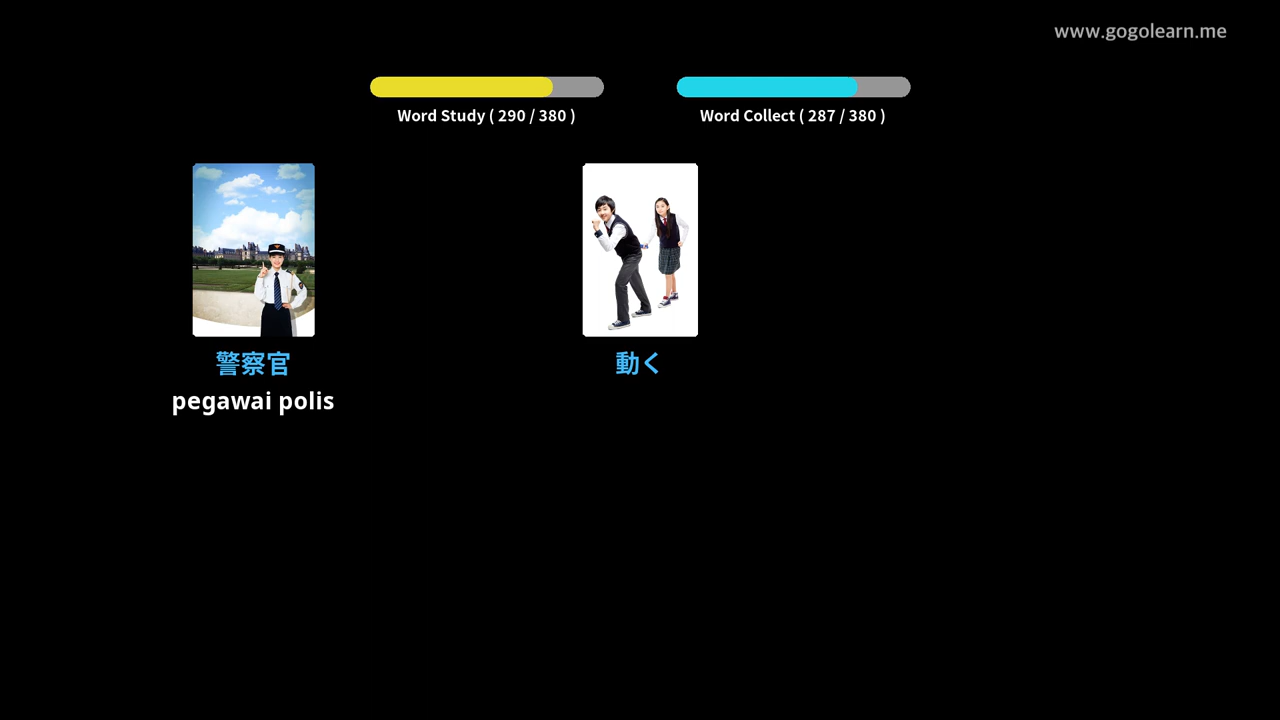 www.gogolearn.me
Word Study ( 290 / 380 )
Word Collect ( 287 / 380 )
警察官
動く
pegawai polis